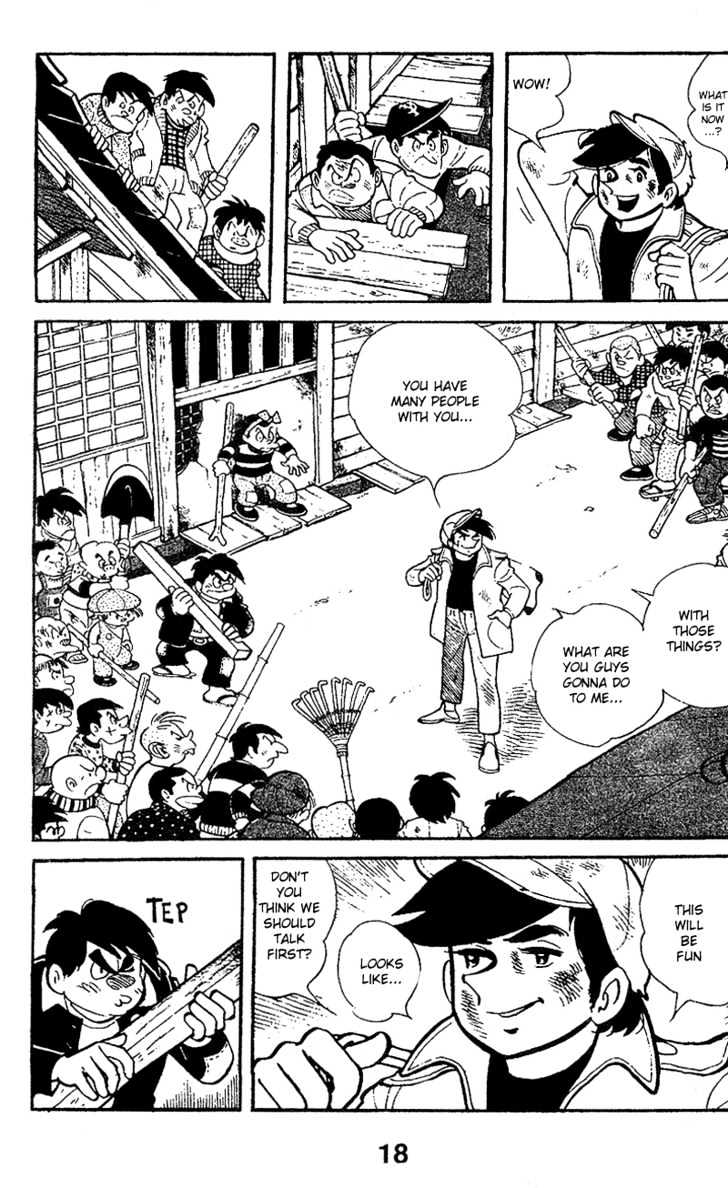 WOW!
WHAT
IS IT
NOW
...?
YOU HAVE
MANY PEOPLE
WITH YOU...
WHAT ARE
YOU GUYS
GONNA DO
TO ME...
WITH
THOSE
THINGS?
TEP
DON'T
YOU
THINK WE
SHOULD
TALK
FIRST?
LOOKS
LIKE...
THIS
WILL
BE
FUN
18